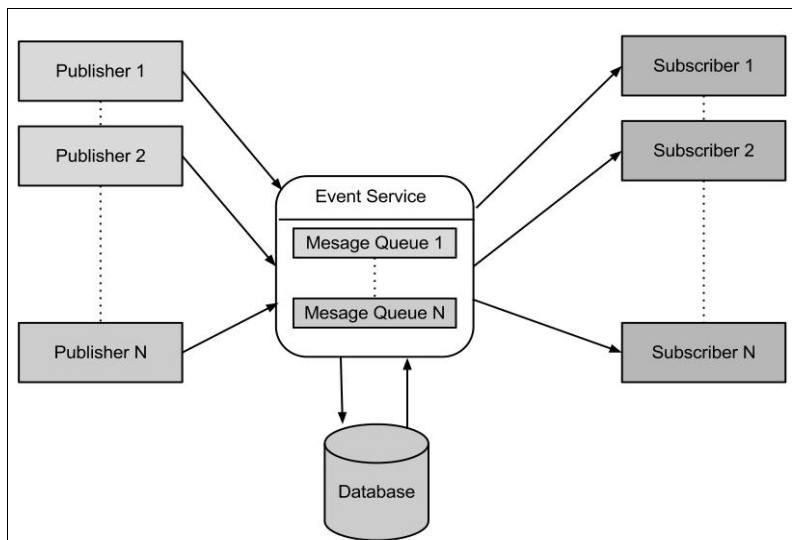 Publisher 1
Publisher 2
Publisher N
Event Service
Mesage Queue 1
Mesage Queue N
Database
Subscriber 1
Subscriber 2
Subscriber N